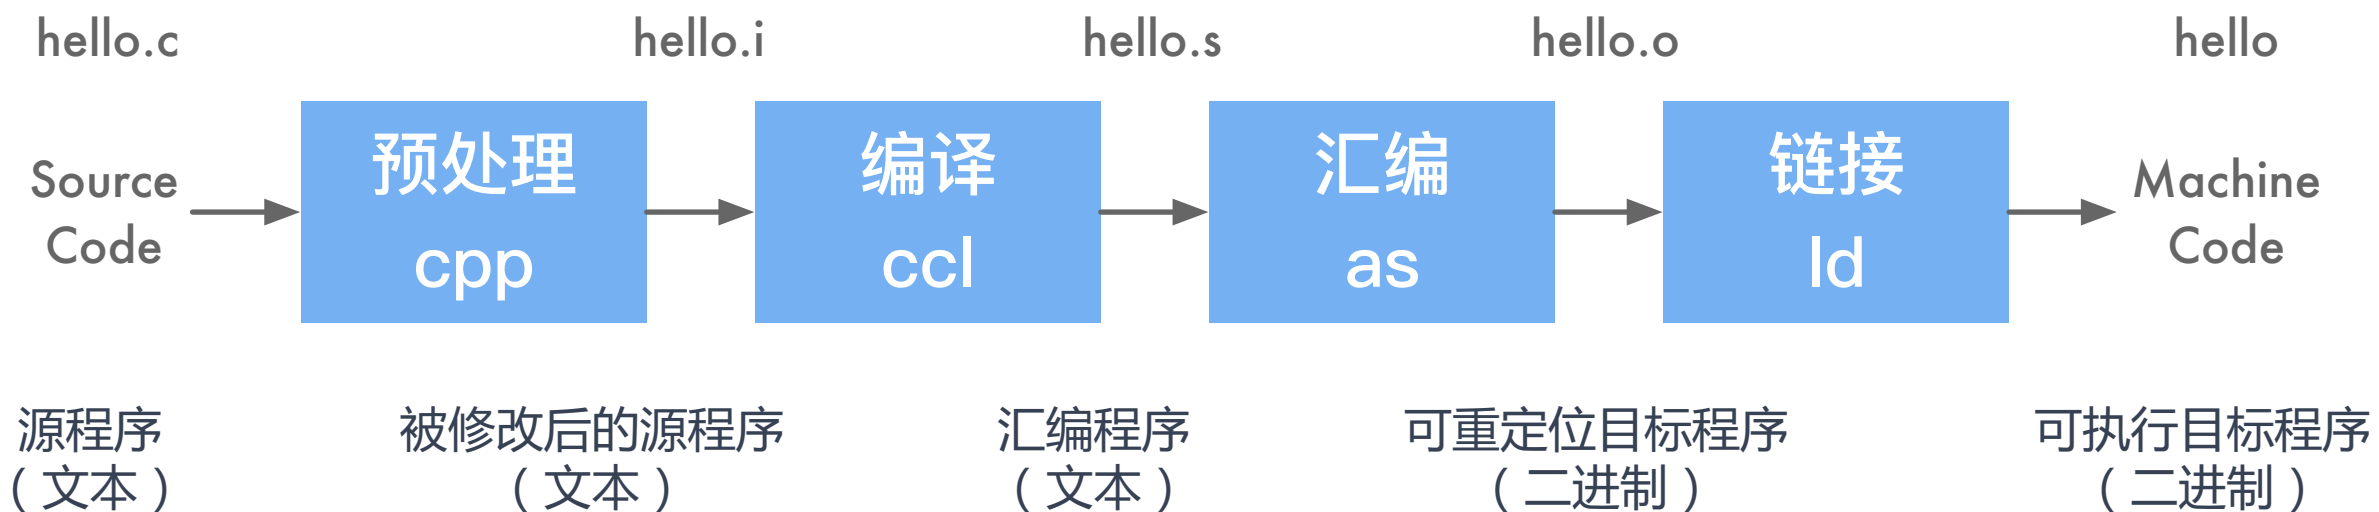 hello.c
hello.i
hello.s
hello.o
hello
Source
Code
预处理
cpp
编译
ccl
汇编
as
链接
ld
Machine
Code
源程序
（文本）
被修改后的源程序
（文本）
汇编程序
（文本）
可重定位目标程序
（二进制）
可执行目标程序
（二进制）